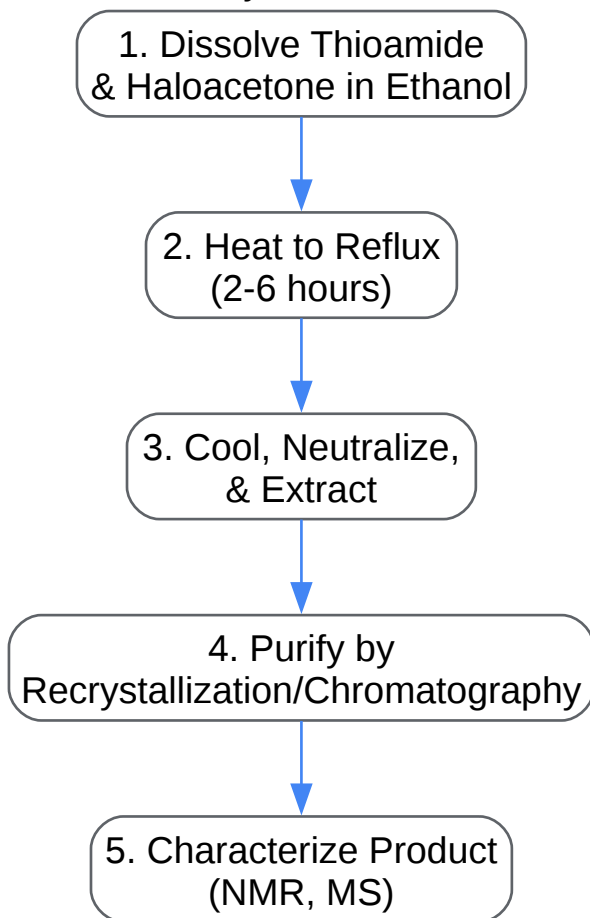 1. Dissolve Thioamide
& Haloacetone in Ethanol
2. Heat to Reflux
(2-6 hours)
3. Cool, Neutralize,
& Extract
4. Purify by
Recrystallization/Chromatography
5. Characterize Product
(NMR, MS)